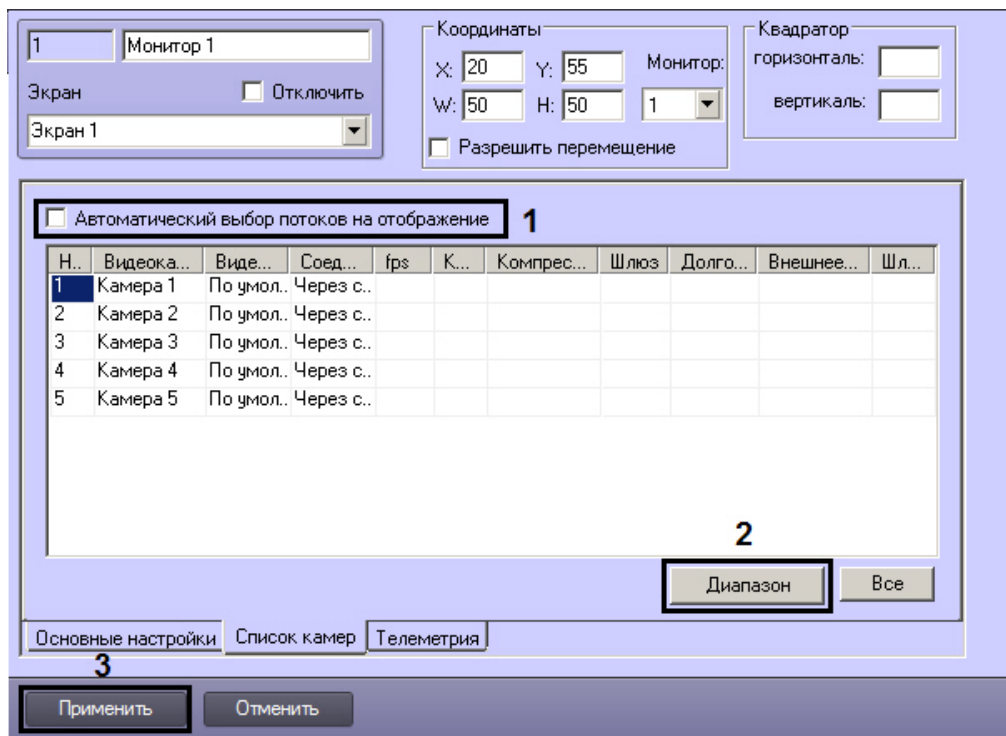 1 Монитор 1
Экран Отключить
Экран 1
Координаты
X: 20 Y: 55 Монитор:
W: 50 H: 50 1
Разрешить перемещение
Квадратор
горизонталь:
вертикаль:
Автоматический выбор потоков на отображение 1
Н.. Видеока... Виде... Соед... fps К... Компрес... Шлюз Долго... Внешнее... Шл...
1 Камера 1 По умол.. Через с..
2 Камера 2 По умол.. Через с..
3 Камера 3 По умол.. Через с..
4 Камера 4 По умол.. Через с..
5 Камера 5 По умол.. Через с..
2
Диапазон Все
Основные настройки Список камер Телеметрия
3
Применить Отменить